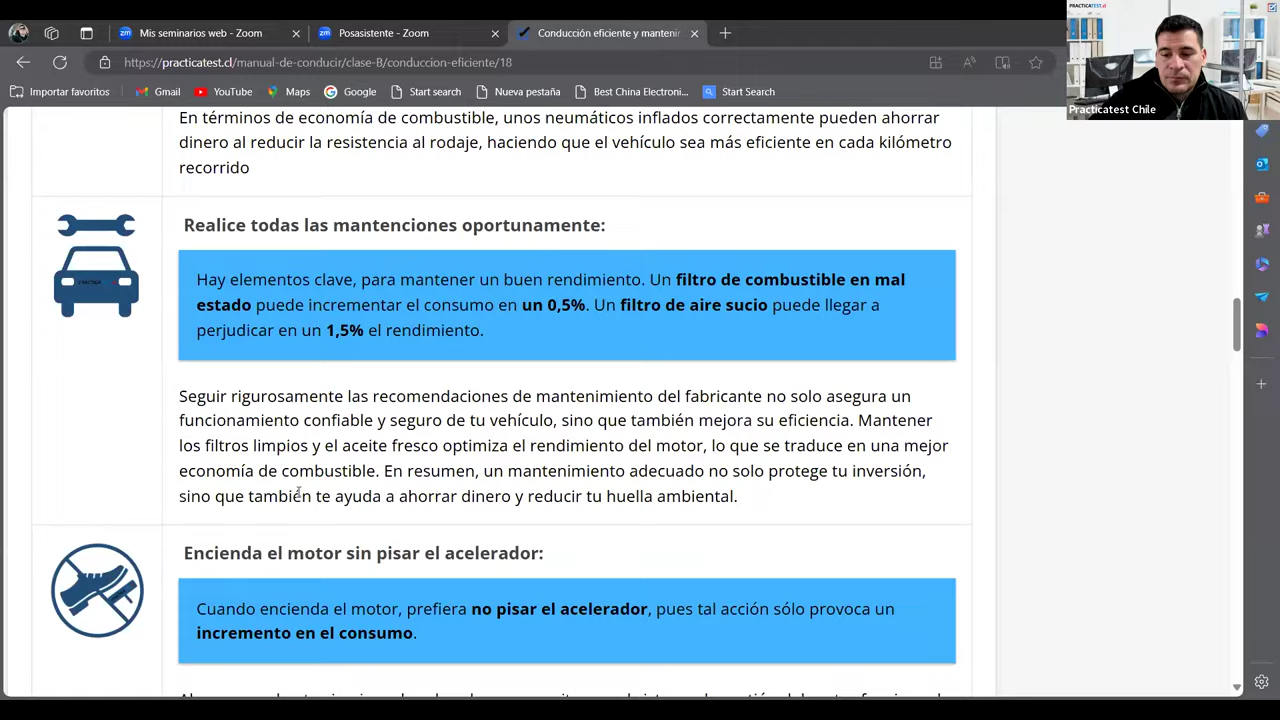 Mis seminarios web - Zoom
Posasistente - Zoom
Conducción eficiente y mantenir
https://practicatest.cl/manual-de-conducir/clase-B/conduccion-eficiente/18
Importar favoritos
Gmail
YouTube
Maps
Google
Start search
Nueva pestaña
Best China Electroni...
Start Search
PRACTICATEST.cl
Practicatest Chile
En términos de economía de combustible, unos neumáticos inflados correctamente pueden ahorrar
dinero al reducir la resistencia al rodaje, haciendo que el vehículo sea más eficiente en cada kilómetro
recorrido
Realice todas las mantenciones oportunamente:
Hay elementos clave, para mantener un buen rendimiento. Un filtro de combustible en mal
estado puede incrementar el consumo en un 0,5%. Un filtro de aire sucio puede llegar a
perjudicar en un 1,5% el rendimiento.
Seguir rigurosamente las recomendaciones de mantenimiento del fabricante no solo asegura un
funcionamiento confiable y seguro de tu vehículo, sino que también mejora su eficiencia. Mantener
los filtros limpios y el aceite fresco optimiza el rendimiento del motor, lo que se traduce en una mejor
economía de combustible. En resumen, un mantenimiento adecuado no solo protege tu inversión,
sino que también te ayuda a ahorrar dinero y reducir tu huella ambiental.
Encienda el motor sin pisar el acelerador:
Cuando encienda el motor, prefiera no pisar el acelerador, pues tal acción sólo provoca un
incremento en el consumo.